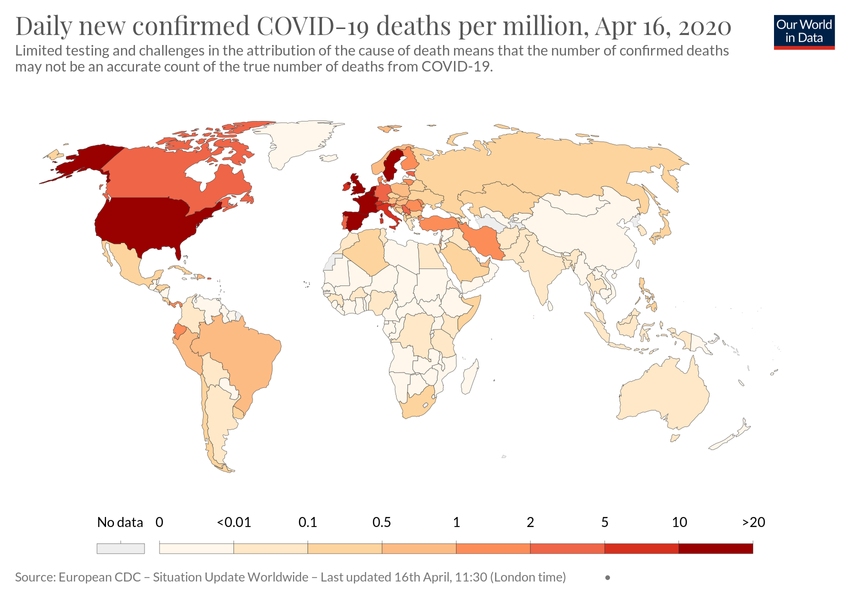 Daily new confirmed COVID-19 deaths per million, Apr 16, 2020
Our World
in Data
Limited testing and challenges in the attribution of the cause of death means that the number of confirmed deaths
may not be an accurate count of the true number of deaths from COVID-19.
No data 0 <0.01 0.1 0.5 1 2 5 10 >20
Source: European CDC – Situation Update Worldwide – Last updated 16th April, 11:30 (London time) •